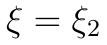 ξ = ξ₂